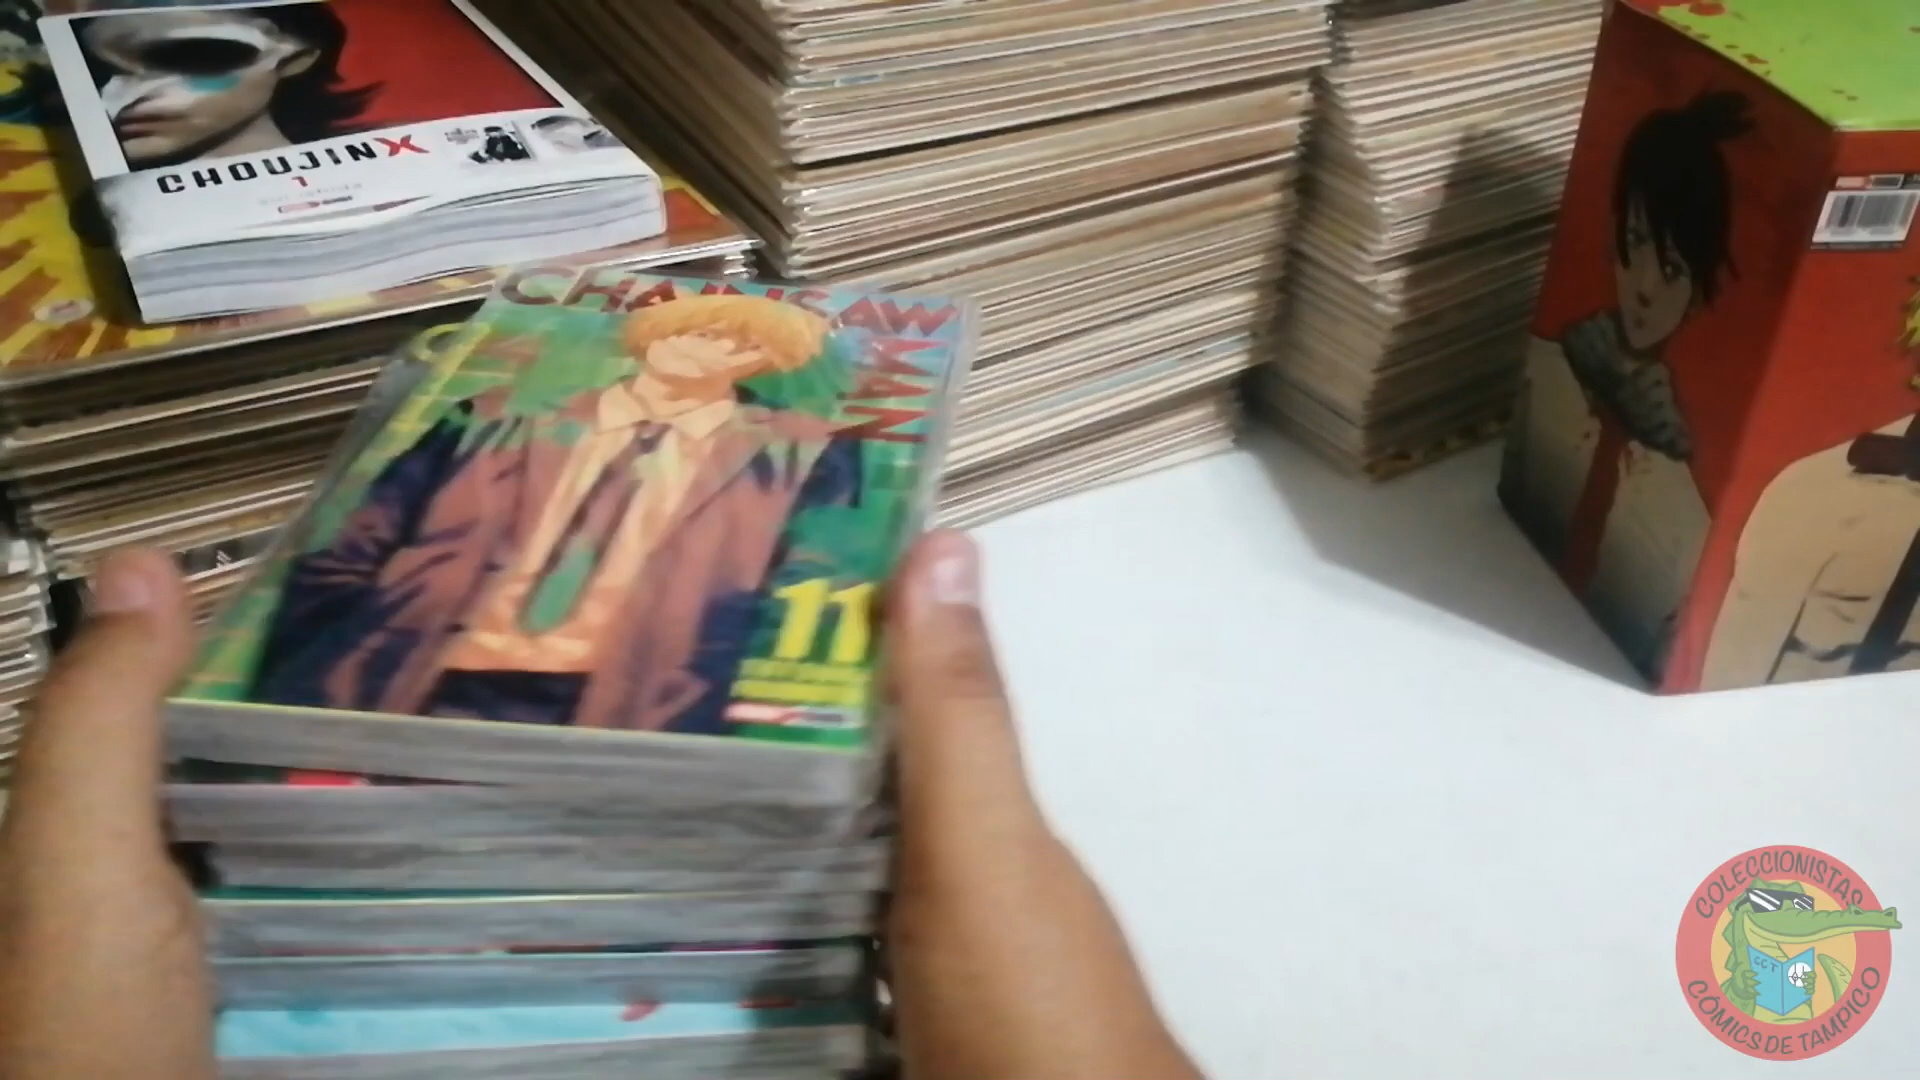 CHOUJIN X
1
CHAINSAW
MAN
11
COLECCIONISTAS
CCT
CÓMICS DE TAMPICO